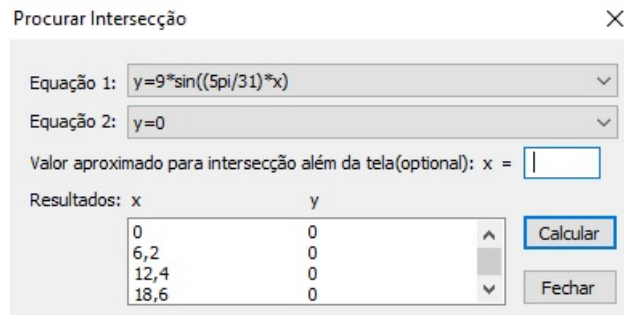 Procurar Intersecção
Equação 1: y=9*sin((5pi/31)*x)
Equação 2: y=0
Valor aproximado para intersecção além da tela(optional): x =
Resultados: x y
0 0
6,2 0
12,4 0
18,6 0
Calcular
Fechar